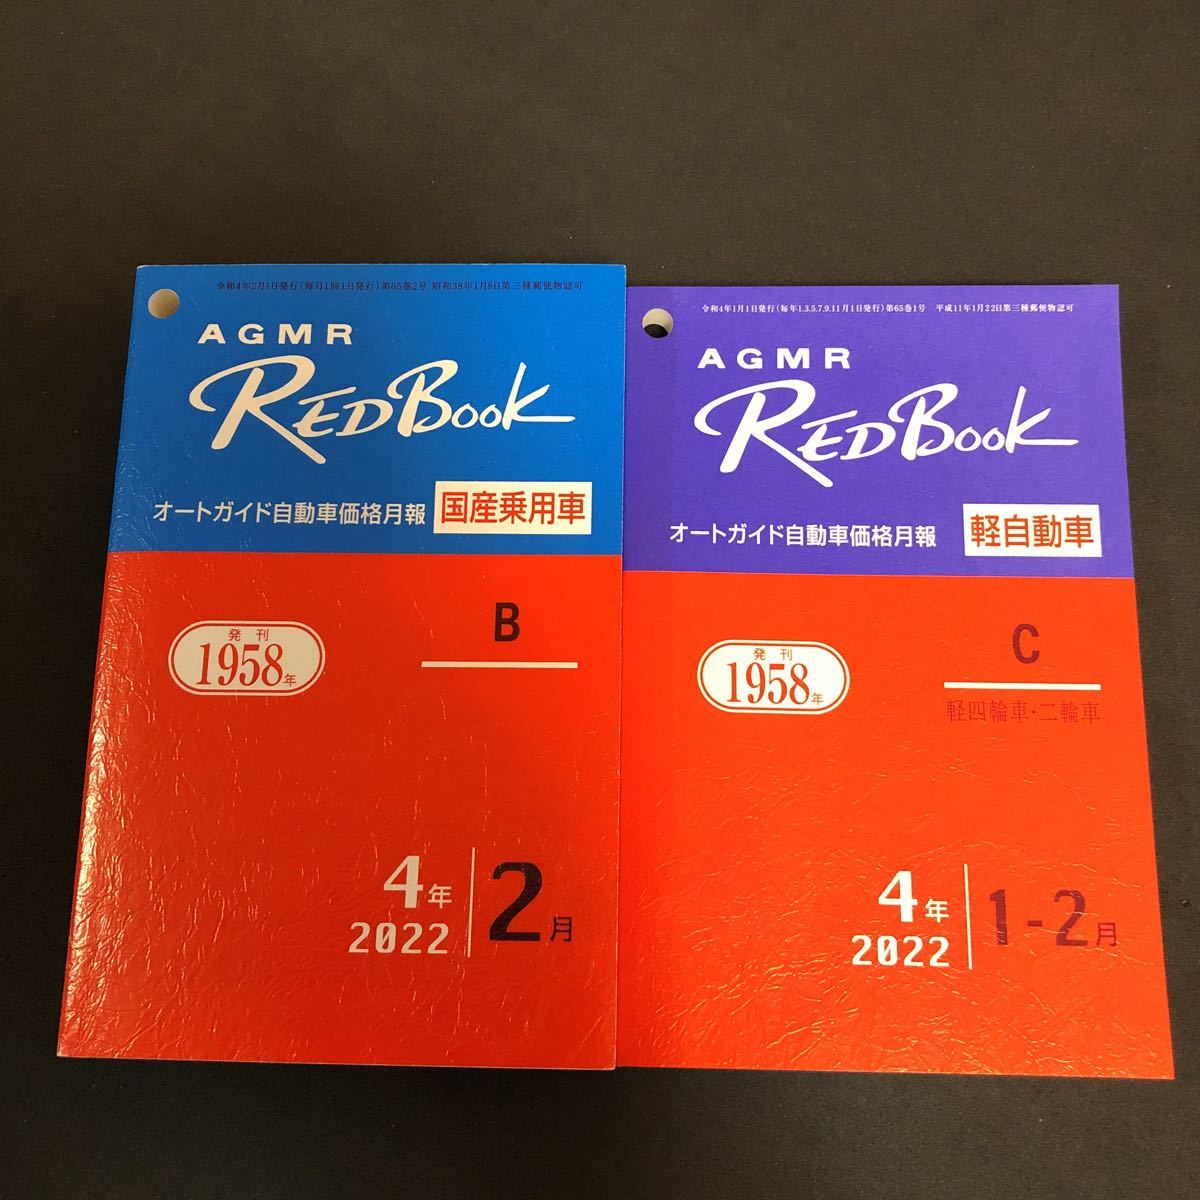 令和4年2月1日発行(毎月1回1日発行)第65巻2号 昭和38年1月8日第三種郵便物認可
AGMR
REDBOOK
オートガイド自動車価格月報 国産乗用車
B
発刊
1958年
4年
2022
2月
令和4年1月1日発行(毎年1.3.5.7.9.11月1日発行)第65巻1号 平成11年1月22日第三種郵便物認可
AGMR
REDBOOK
オートガイド自動車価格月報 軽自動車
C
軽四輪車・二輪車
発刊
1958年
4年
2022
1-2月